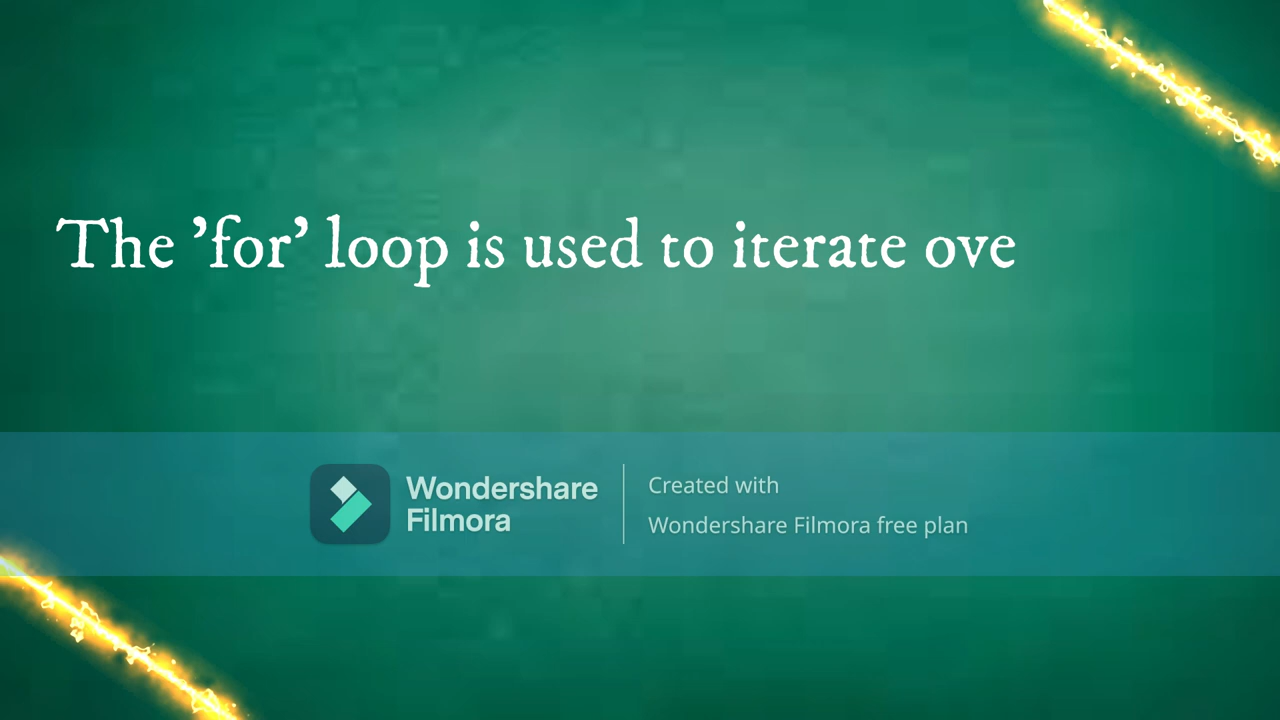 The ’for’ loop is used to iterate ove
Wondershare
Filmora
Created with
Wondershare Filmora free plan